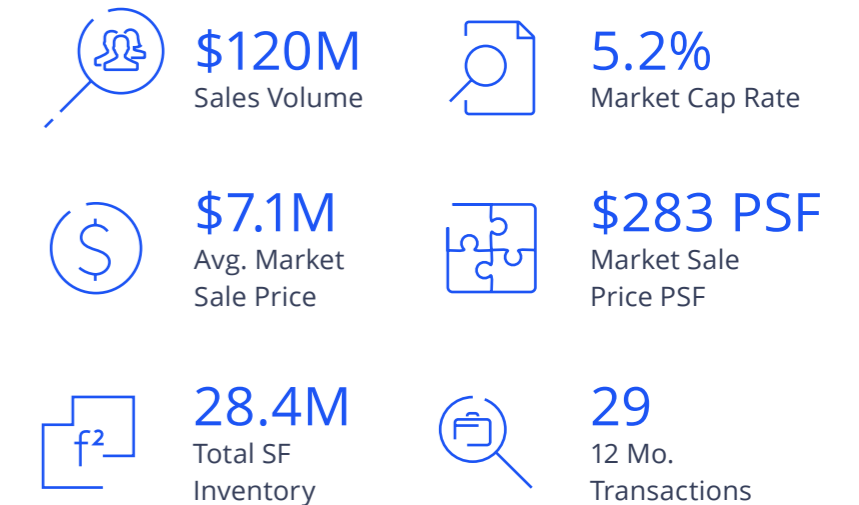 $120M
Sales Volume
5.2%
Market Cap Rate
$7.1M
Avg. Market
Sale Price
$283 PSF
Market Sale
Price PSF
f²
28.4M
Total SF
Inventory
29
12 Mo.
Transactions